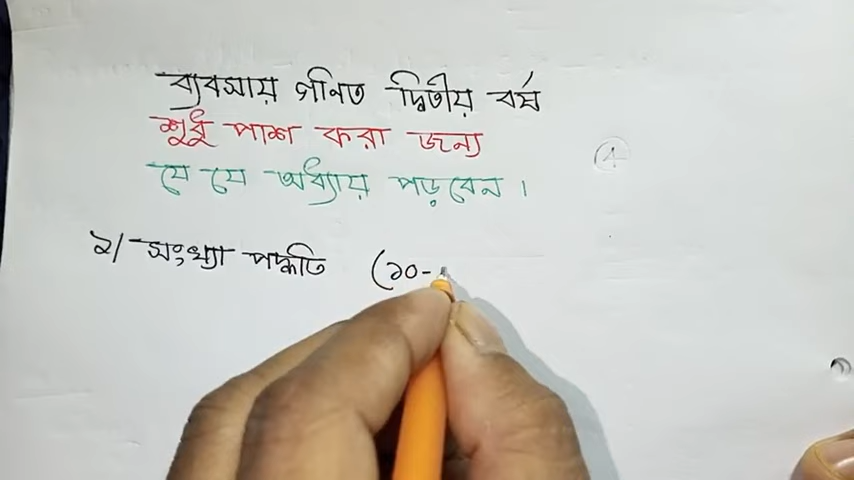 ব্যবসায় গণিত দ্বিতীয় বর্ষ
শুধু পাশ করা জন্য
যে যে অধ্যায় পড়বেন।
১/ সংখ্যা পদ্ধতি (১০-